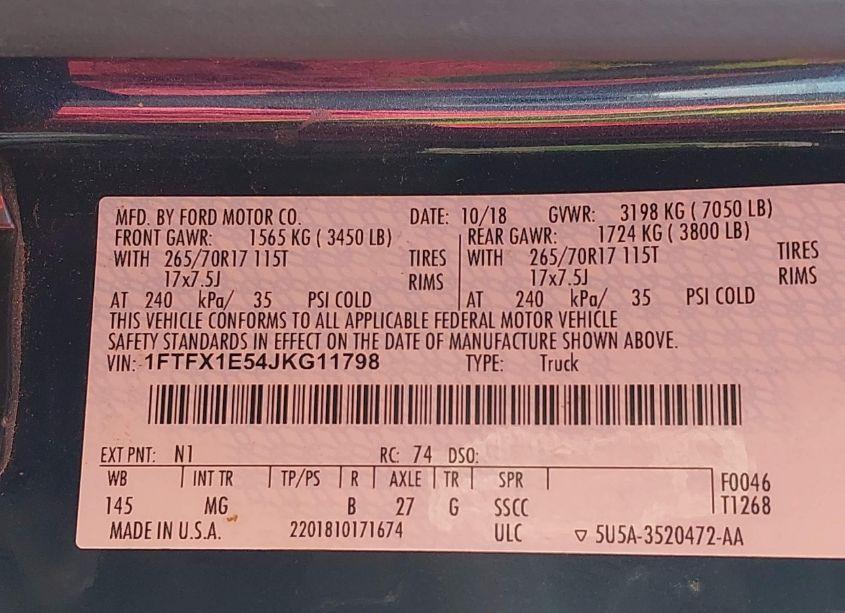 MFD. BY FORD MOTOR CO. DATE: 10/18 GVWR: 3198 KG ( 7050 LB)
FRONT GAWR: 1565 KG ( 3450 LB) REAR GAWR: 1724 KG ( 3800 LB)
WITH 265/70R17 115T TIRES WITH 265/70R17 115T TIRES
17x7.5J RIMS 17x7.5J RIMS
AT 240 kPa/ 35 PSI COLD AT 240 kPa/ 35 PSI COLD
THIS VEHICLE CONFORMS TO ALL APPLICABLE FEDERAL MOTOR VEHICLE
SAFETY STANDARDS IN EFFECT ON THE DATE OF MANUFACTURE SHOWN ABOVE.
VIN: 1FTFX1E54JKG11798 TYPE: Truck
EXT PNT: N1 RC: 74 DSO:
WB INT TR TP/PS R AXLE TR SPR F0046
145 MG B 27 G SSCC T1268
MADE IN U.S.A. 2201810171674 ULC ▽ 5U5A-3520472-AA